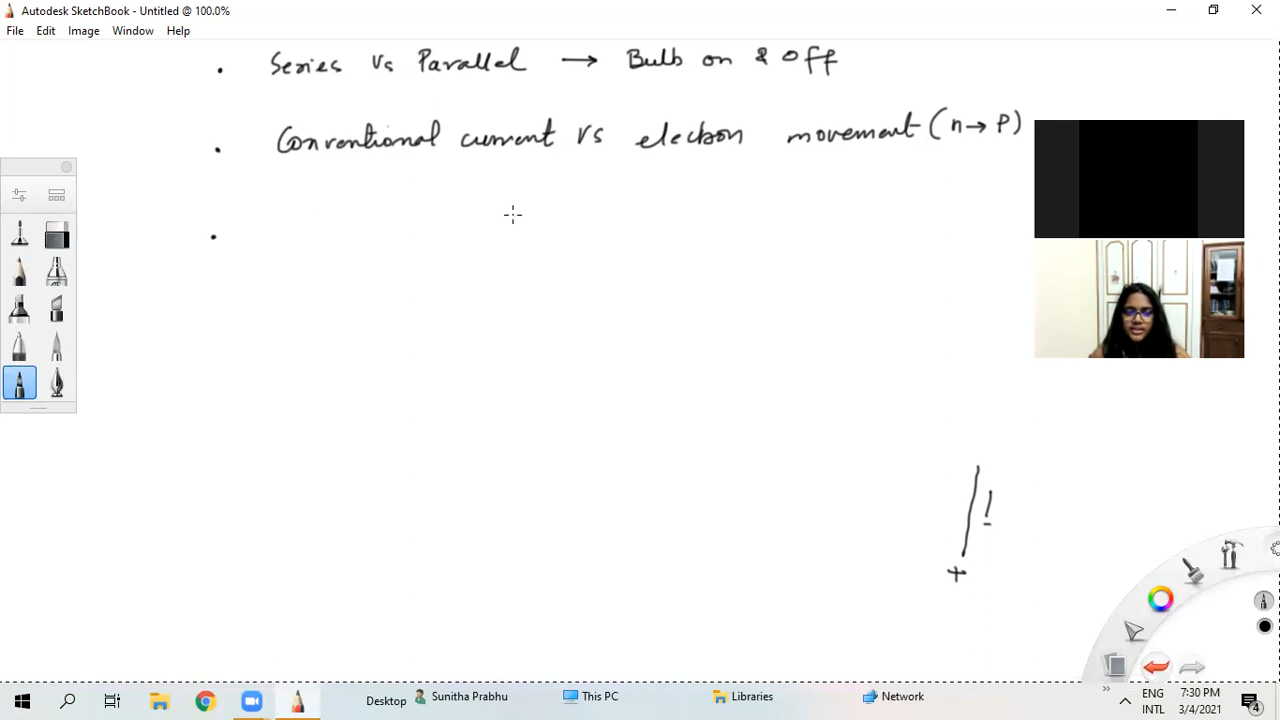 Autodesk SketchBook - Untitled @ 100.0%
File Edit Image Window Help
• Series Vs Parallel → Bulb on & Off
• Conventional current Vs electron movement (n → P)
•
+ -
ENG 7:30 PM
Desktop Sunitha Prabhu This PC Libraries Network
INTL 3/4/2021 4